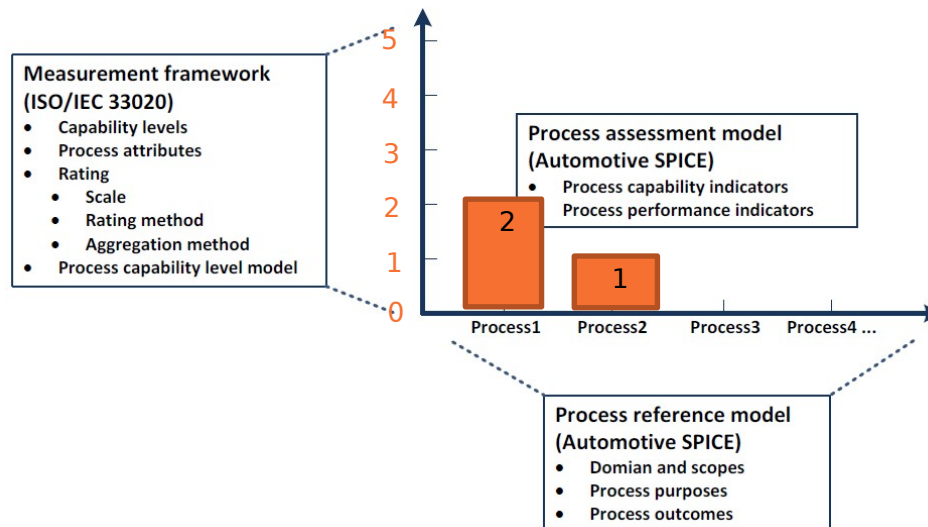 Measurement framework
(ISO/IEC 33020)
• Capability levels
• Process attributes
• Rating
• Scale
• Rating method
• Aggregation method
• Process capability level model
5
4
3
2
1
0
Process assessment model
(Automotive SPICE)
• Process capability indicators
Process performance indicators
2
1
Process1
Process2
Process3
Process4 ...
Process reference model
(Automotive SPICE)
• Domian and scopes
• Process purposes
• Process outcomes